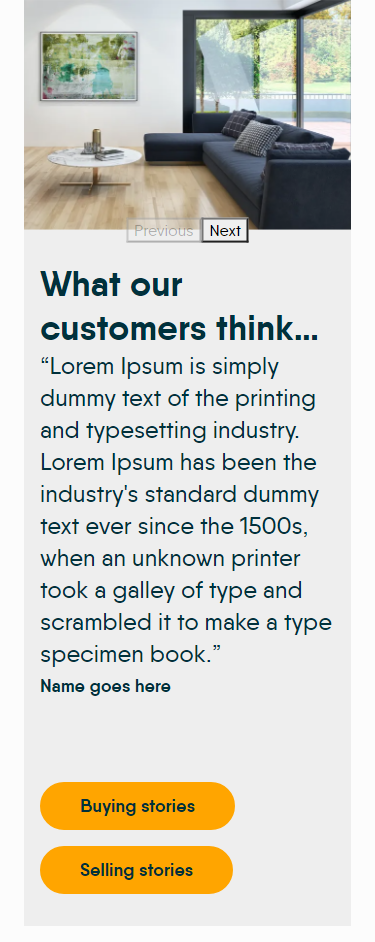 Previous Next
What our
customers think...
“Lorem Ipsum is simply
dummy text of the printing
and typesetting industry.
Lorem Ipsum has been the
industry's standard dummy
text ever since the 1500s,
when an unknown printer
took a galley of type and
scrambled it to make a type
specimen book.”
Name goes here
Buying stories
Selling stories